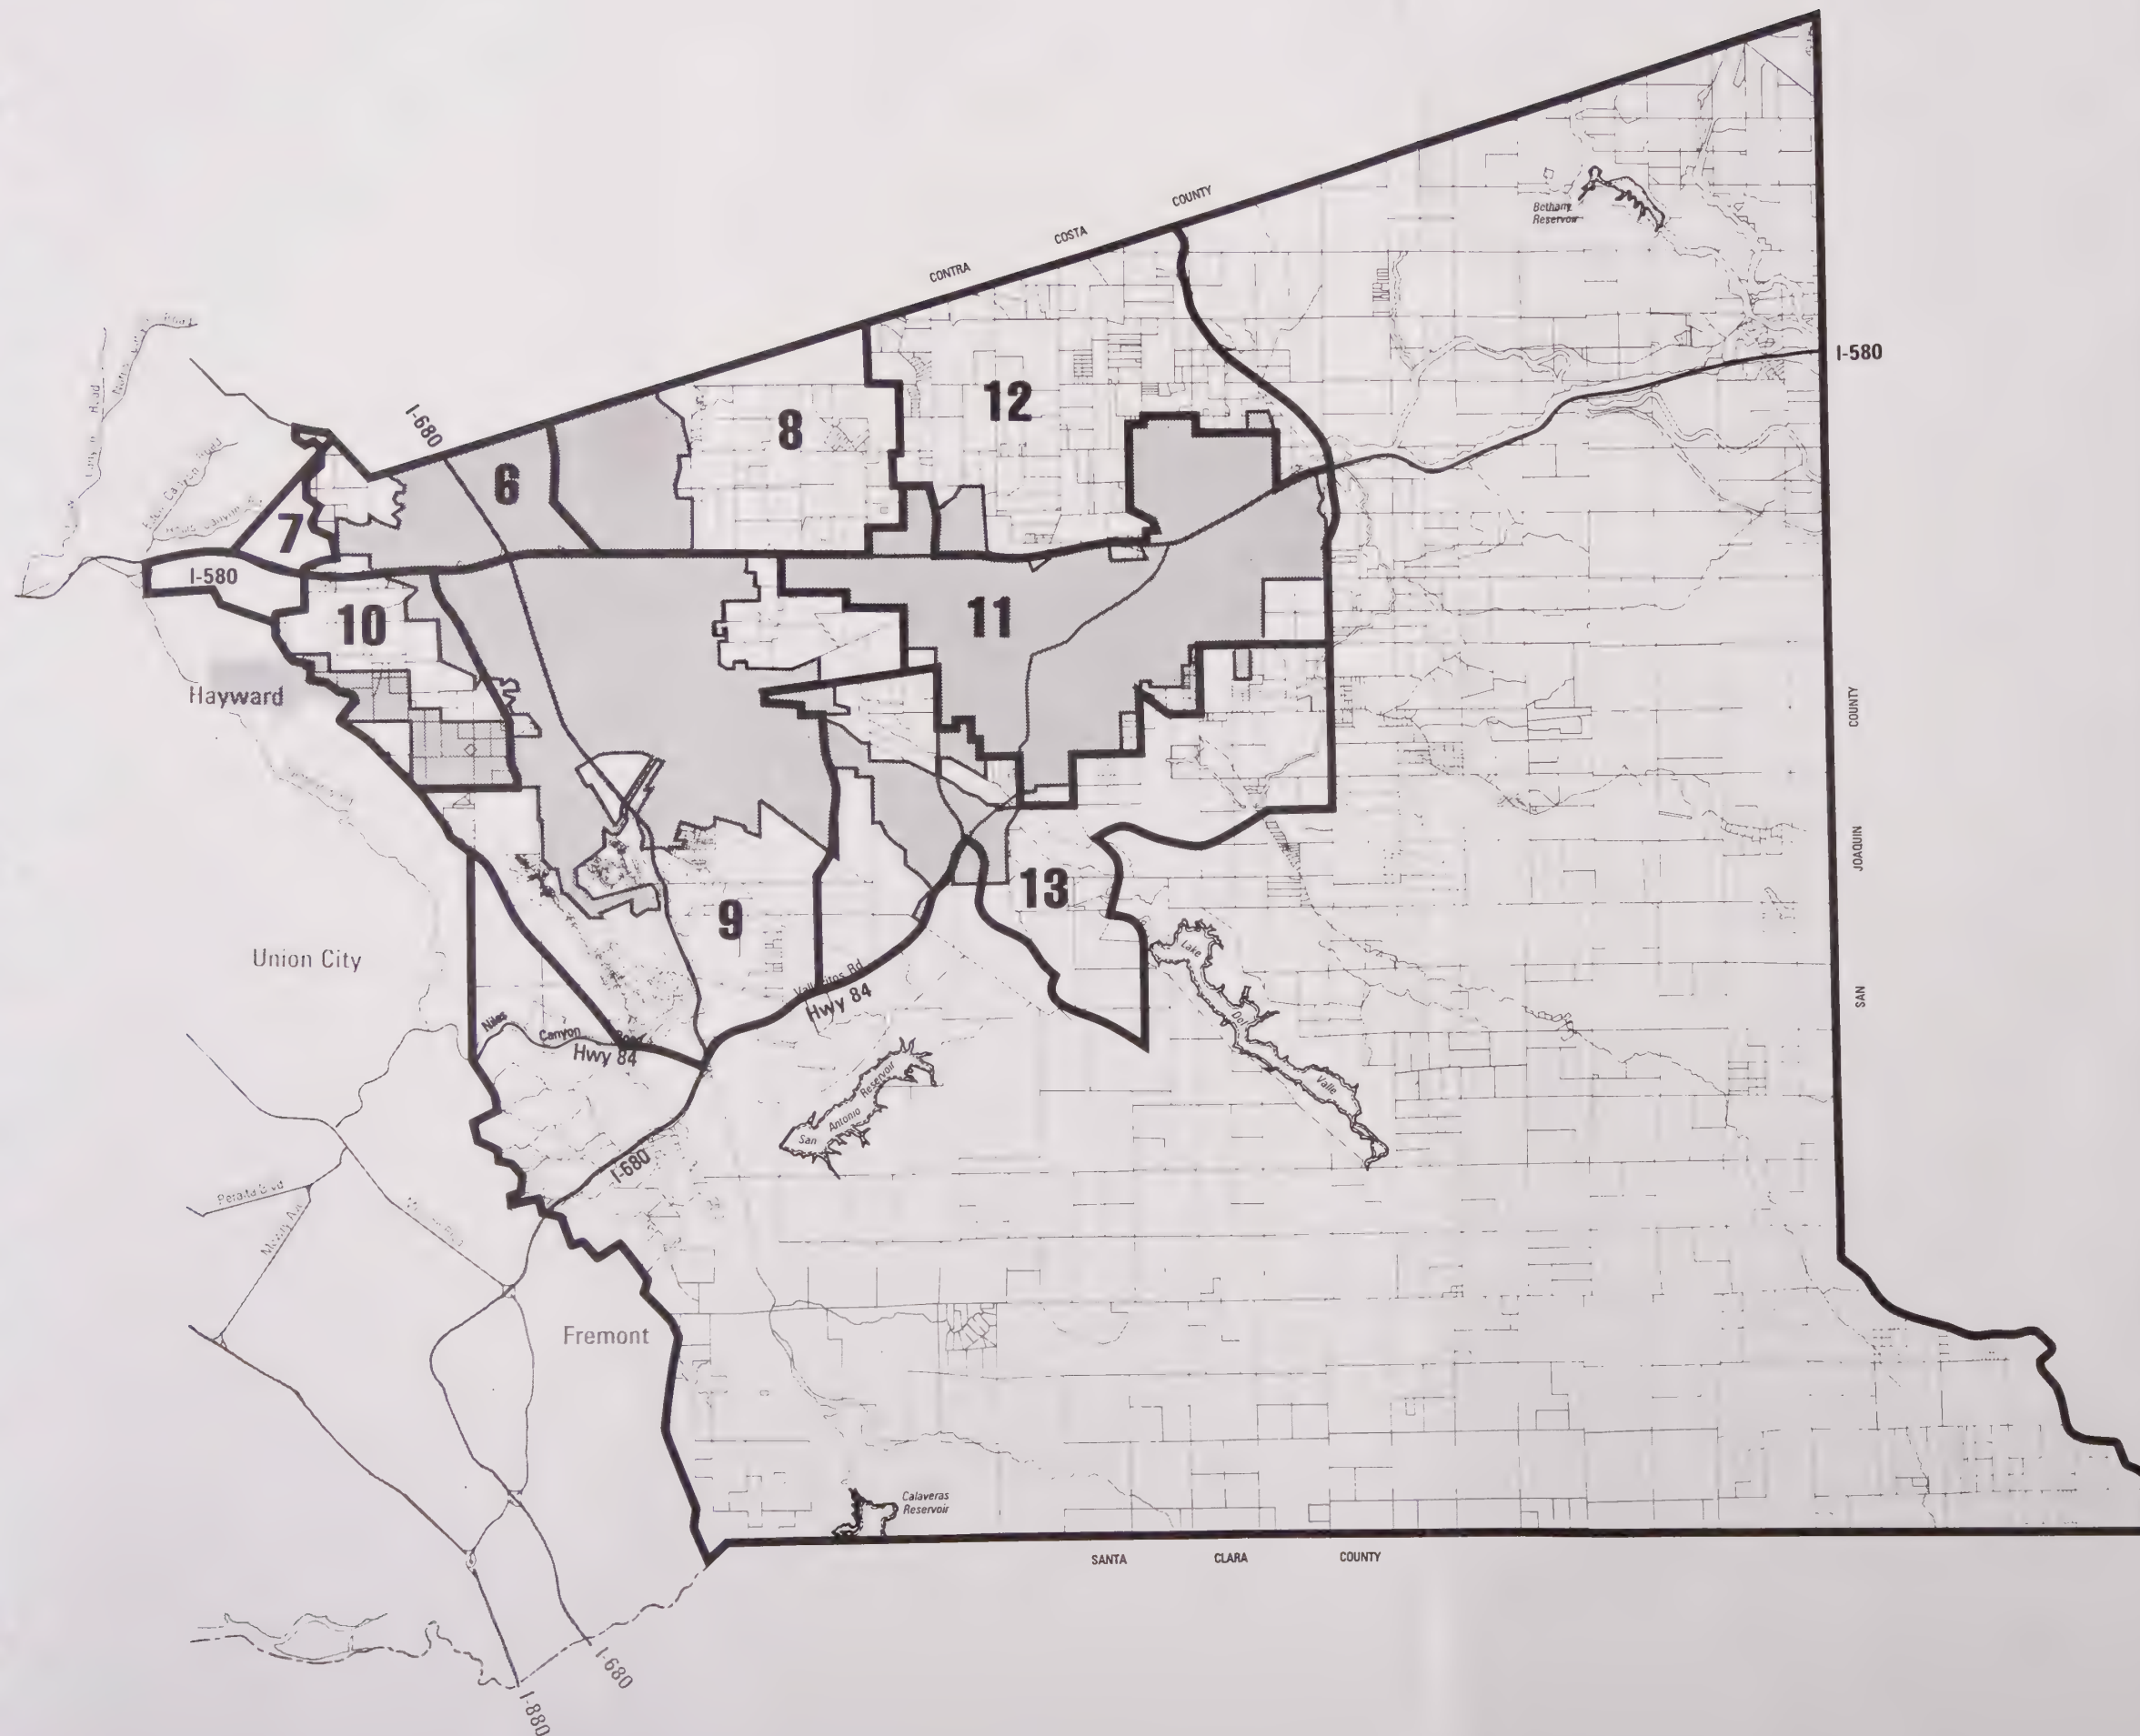 CONTRA COSTA COUNTY
Bethany
Reservoir
I-580
I-680
12
8
6
7
I-580
10
11
Hayward
COUNTY
JOAQUIN
SAN
13
9
Union City
Hwy 84
Niles Canyon
Hwy 84
Lake
Del
Valle
San Antonio Reservoir
I-680
Fremont
Calaveras
Reservoir
SANTA CLARA COUNTY
I-680
I-880